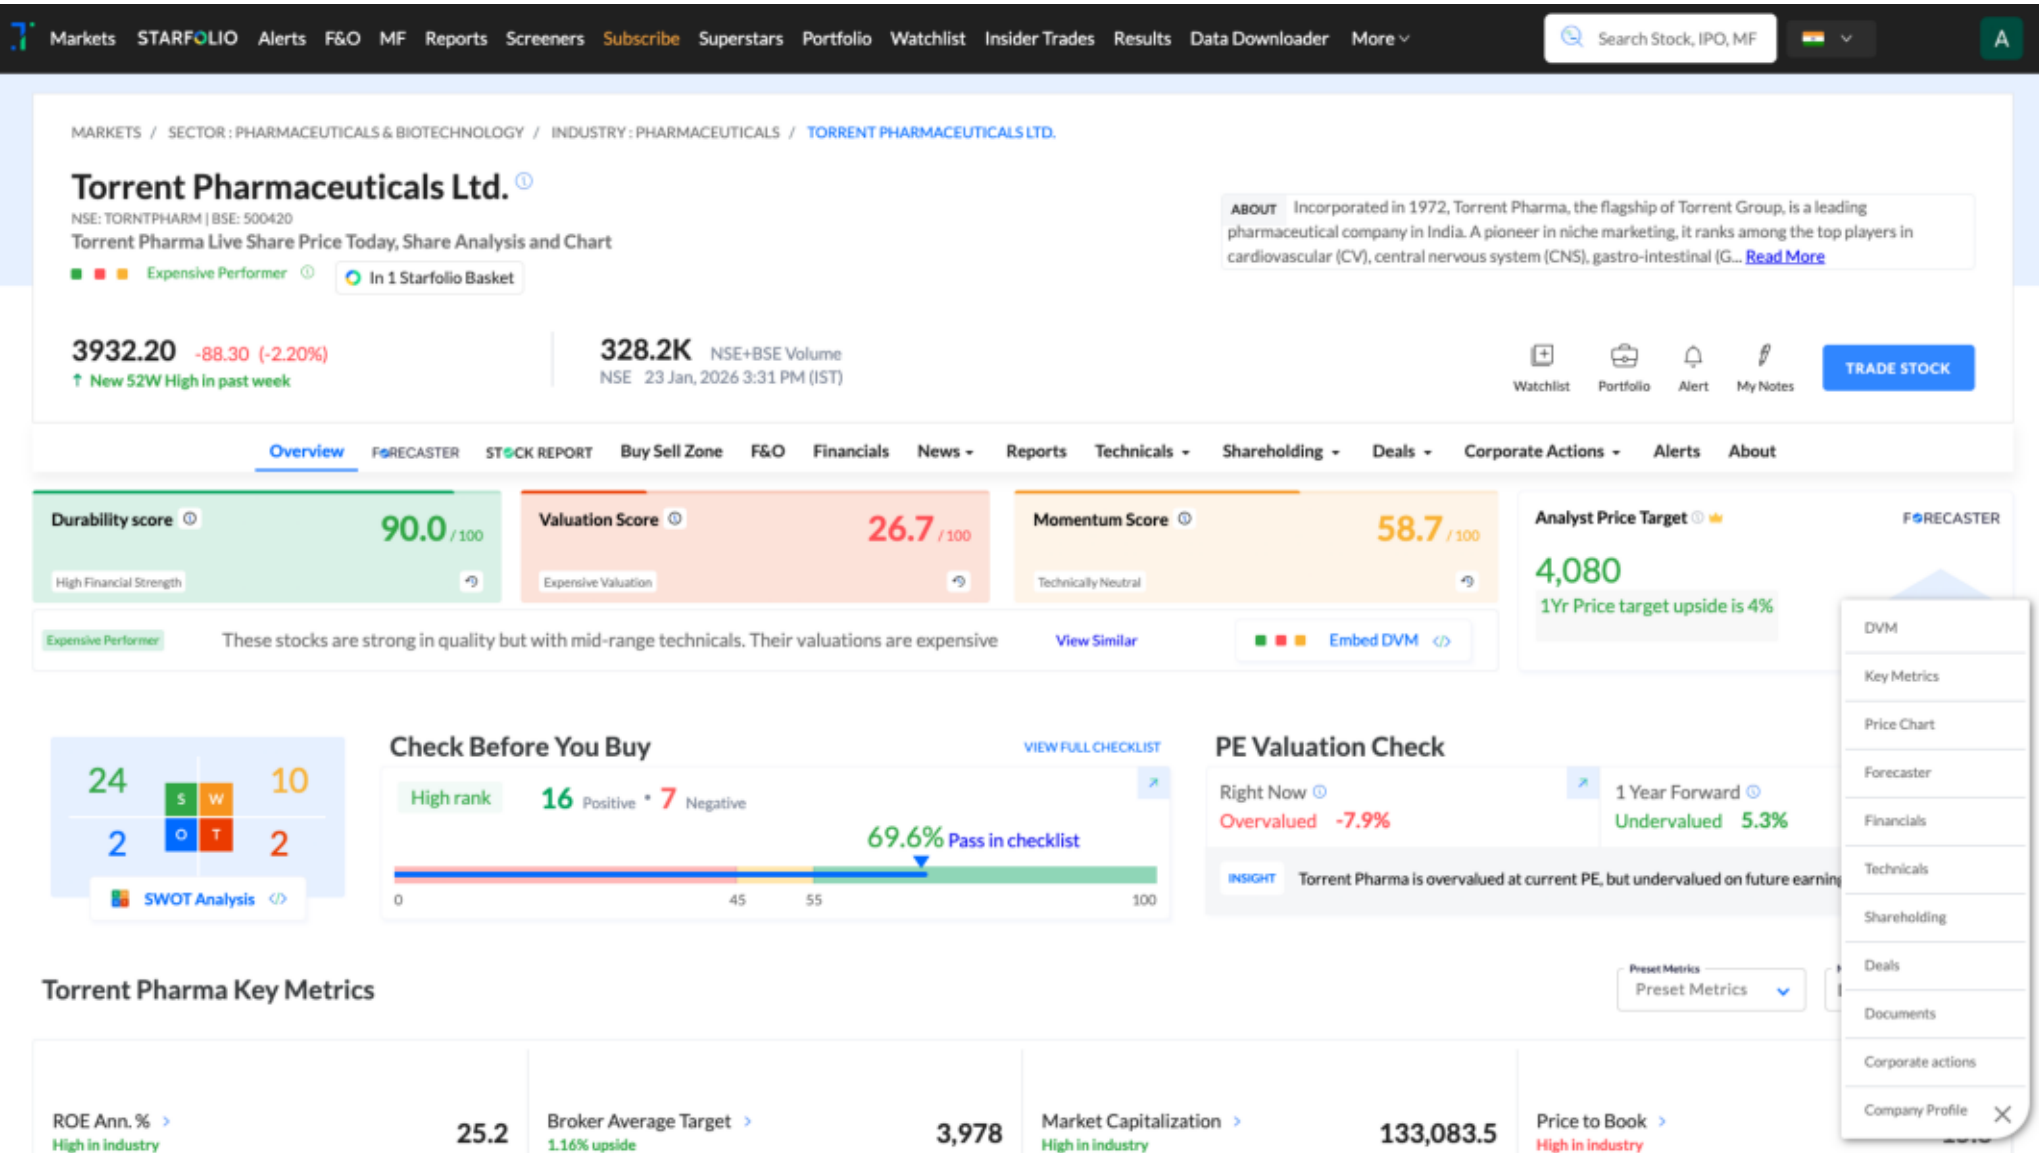 Markets STARFOLIO Alerts F&O MF Reports Screeners Subscribe Superstars Portfolio Watchlist Insider Trades Results Data Downloader More Search Stock, IPO, MF A
MARKETS / SECTOR : PHARMACEUTICALS & BIOTECHNOLOGY / INDUSTRY : PHARMACEUTICALS / TORRENT PHARMACEUTICALS LTD.
Torrent Pharmaceuticals Ltd.
NSE: TORNTPHARM | BSE: 500420
Torrent Pharma Live Share Price Today, Share Analysis and Chart
Expensive Performer In 1 Starfolio Basket
ABOUT Incorporated in 1972, Torrent Pharma, the flagship of Torrent Group, is a leading
pharmaceutical company in India. A pioneer in niche marketing, it ranks among the top players in
cardiovascular (CV), central nervous system (CNS), gastro-intestinal (G... Read More
3932.20 -88.30 (-2.20%)
New 52W High in past week
328.2K NSE+BSE Volume
NSE 23 Jan, 2026 3:31 PM (IST)
Watchlist Portfolio Alert My Notes TRADE STOCK
Overview FORECASTER STOCK REPORT Buy Sell Zone F&O Financials News Reports Technicals Shareholding Deals Corporate Actions Alerts About
Durability score 90.0 / 100
High Financial Strength
Valuation Score 26.7 / 100
Expensive Valuation
Momentum Score 58.7 / 100
Technically Neutral
Analyst Price Target FORECASTER
4,080
1Yr Price target upside is 4%
Expensive Performer These stocks are strong in quality but with mid-range technicals. Their valuations are expensive View Similar Embed DVM
24 10
S W
O T
2 2
SWOT Analysis
Check Before You Buy VIEW FULL CHECKLIST
High rank 16 Positive • 7 Negative
69.6% Pass in checklist
0 45 55 100
PE Valuation Check
Right Now
Overvalued -7.9%
1 Year Forward
Undervalued 5.3%
INSIGHT Torrent Pharma is overvalued at current PE, but undervalued on future earning
DVM
Key Metrics
Price Chart
Forecaster
Financials
Technicals
Shareholding
Deals
Documents
Corporate actions
Company Profile
Torrent Pharma Key Metrics
Preset Metrics
Preset Metrics
ROE Ann. % 25.2
High in industry
Broker Average Target 3,978
1.16% upside
Market Capitalization 133,083.5
High in industry
Price to Book
High in industry